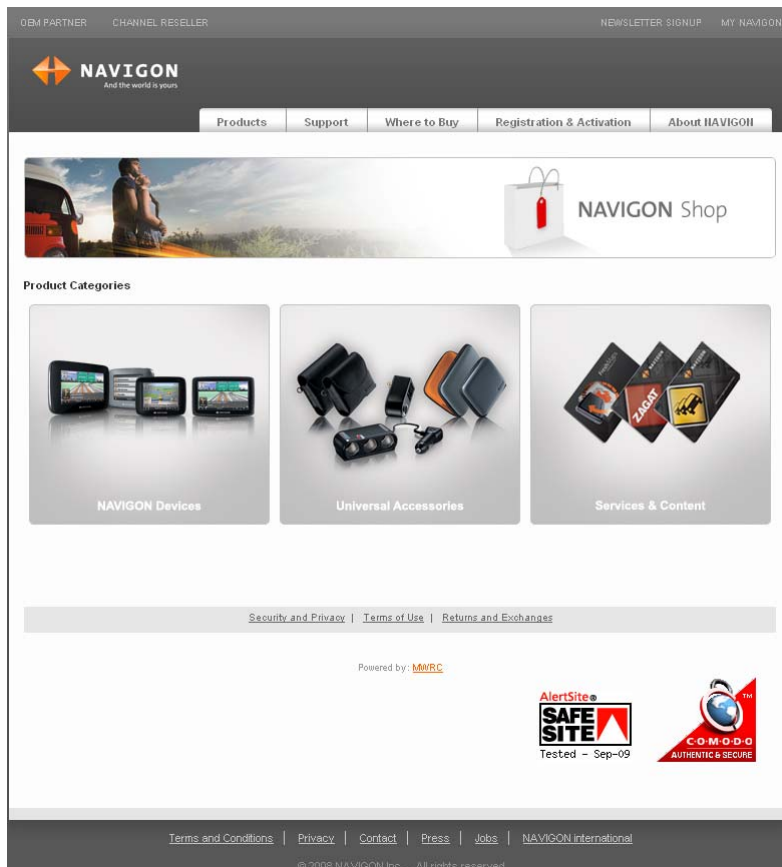 OEM PARTNER CHANNEL RESELLER NEWSLETTER SIGNUP MY NAVIGON
NAVIGON
And the world is yours
Products Support Where to Buy Registration & Activation About NAVIGON
NAVIGON Shop
Product Categories
ZAGAT
NAVIGON Devices Universal Accessories Services & Content
Security and Privacy | Terms of Use | Returns and Exchanges
Powered by: MWRC
AlertSite®
SAFE
SITE
Tested - Sep-09
TM
C·O·M·O·D·O
AUTHENTIC & SECURE
Terms and Conditions | Privacy | Contact | Press | Jobs | NAVIGON international
© 2008 NAVIGON Inc. All rights reserved